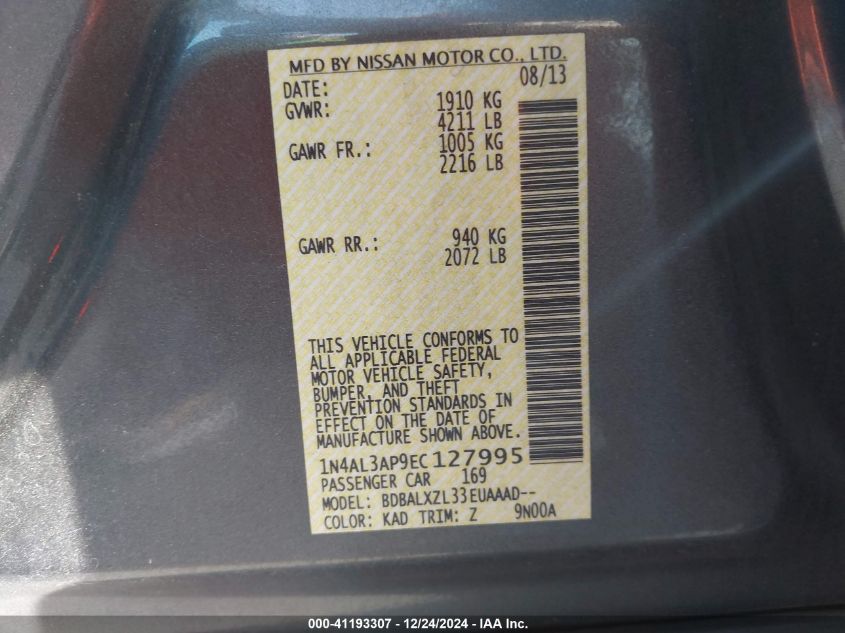 MFD BY NISSAN MOTOR CO., LTD.
DATE: 08/13
GVWR: 1910 KG
4211 LB
GAWR FR.: 1005 KG
2216 LB
GAWR RR.: 940 KG
2072 LB
THIS VEHICLE CONFORMS TO
ALL APPLICABLE FEDERAL
MOTOR VEHICLE SAFETY,
BUMPER, AND THEFT
PREVENTION STANDARDS IN
EFFECT ON THE DATE OF
MANUFACTURE SHOWN ABOVE.
1N4AL3AP9EC127995
PASSENGER CAR 169
MODEL: BDBALXZL33EUAAAD--
COLOR: KAD TRIM: Z 9N00A
000-41193307 - 12/24/2024 - IAA Inc.